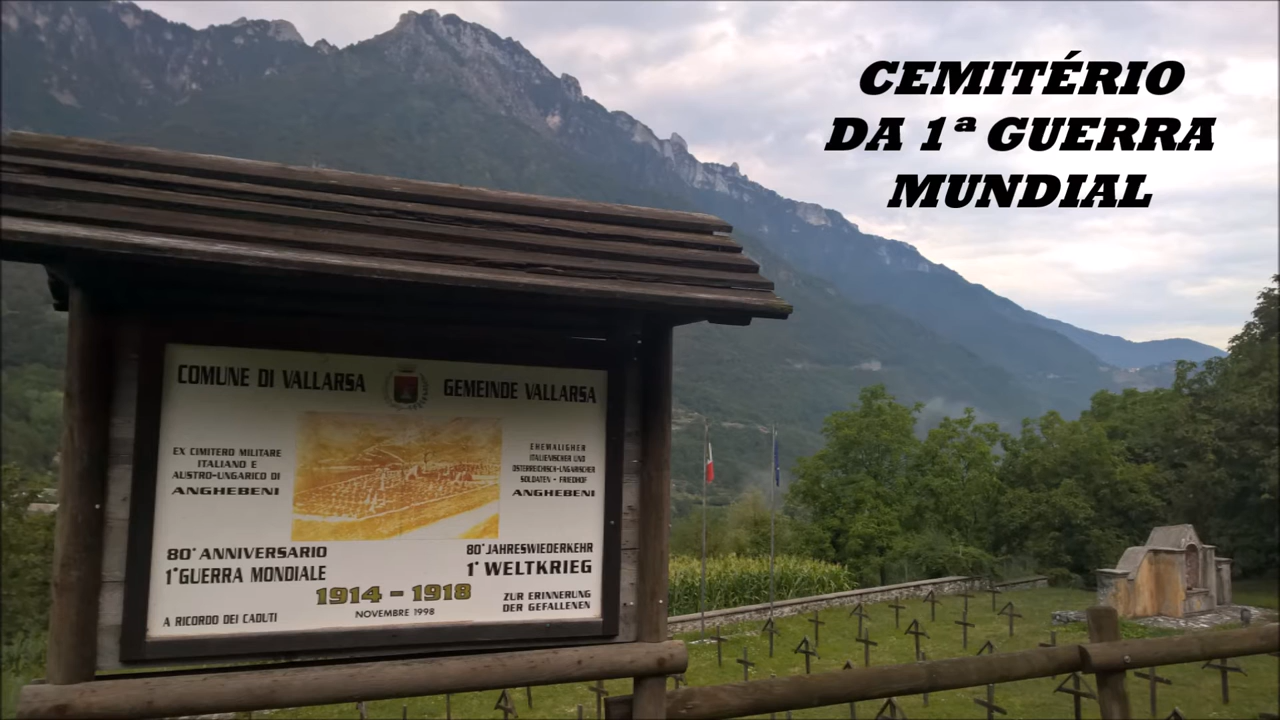 CEMITÉRIO
DA 1ª GUERRA
MUNDIAL
COMUNE DI VALLARSA
GEMEINDE VALLARSA
EX CIMITERO MILITARE
ITALIANO E
AUSTRO-UNGARICO DI
ANGHEBENI
EHEMALIGHER
ITALIENISCHER UND
ÖSTERREICHISCH-UNGARISCHER
SOLDATEN - FRIEDHOF
ANGHEBENI
80° ANNIVERSARIO
1° GUERRA MONDIALE
80° JAHRESWIEDERKEHR
1° WELTKRIEG
1914 - 1918
NOVEMBRE 1998
A RICORDO DEI CADUTI
ZUR ERINNERUNG
DER GEFALLENEN